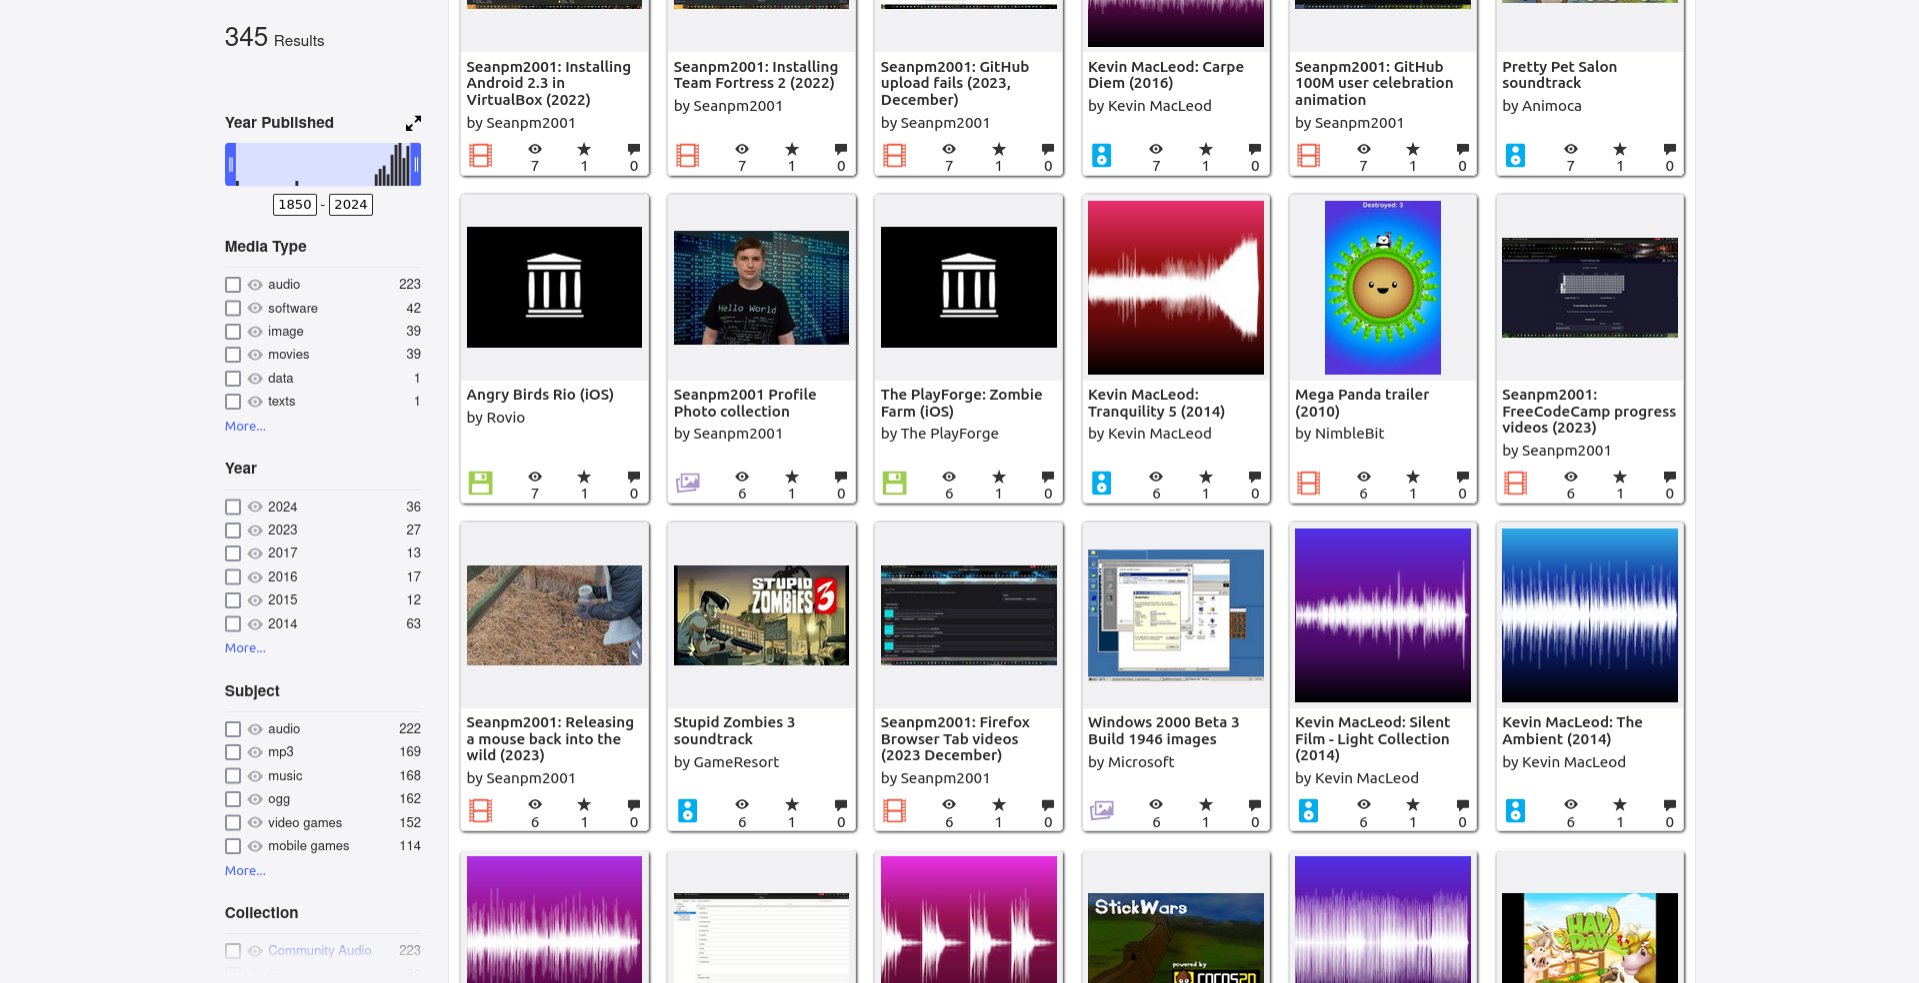 345 Results
Year Published
1850 - 2024
Media Type
audio 223
software 42
image 39
movies 39
data 1
texts 1
More...
Year
2024 36
2023 27
2017 13
2016 17
2015 12
2014 63
More...
Subject
audio 222
mp3 169
music 168
ogg 162
video games 152
mobile games 114
More...
Collection
Community Audio 223
Seanpm2001: Installing
Android 2.3 in
VirtualBox (2022)
by Seanpm2001
7 1 0
Seanpm2001: Installing
Team Fortress 2 (2022)
by Seanpm2001
7 1 0
Seanpm2001: GitHub
upload fails (2023,
December)
by Seanpm2001
7 1 0
Kevin MacLeod: Carpe
Diem (2016)
by Kevin MacLeod
7 1 0
Seanpm2001: GitHub
100M user celebration
animation
by Seanpm2001
7 1 0
Pretty Pet Salon
soundtrack
by Animoca
7 1 0
Angry Birds Rio (iOS)
by Rovio
7 1 0
Hello World
Seanpm2001 Profile
Photo collection
by Seanpm2001
6 1 0
The PlayForge: Zombie
Farm (iOS)
by The PlayForge
6 1 0
Kevin MacLeod:
Tranquility 5 (2014)
by Kevin MacLeod
6 1 0
Destroyed: 3
Mega Panda trailer
(2010)
by NimbleBit
6 1 0
Seanpm2001:
FreeCodeCamp progress
videos (2023)
by Seanpm2001
6 1 0
Seanpm2001: Releasing
a mouse back into the
wild (2023)
by Seanpm2001
6 1 0
STUPID
ZOMBIES 3
Stupid Zombies 3
soundtrack
by GameResort
6 1 0
Seanpm2001: Firefox
Browser Tab videos
(2023 December)
by Seanpm2001
6 1 0
Windows 2000 Beta 3
Build 1946 images
by Microsoft
6 1 0
Kevin MacLeod: Silent
Film - Light Collection
(2014)
by Kevin MacLeod
6 1 0
Kevin MacLeod: The
Ambient (2014)
by Kevin MacLeod
6 1 0
StickWars
powered by
COCOS2D
HAY
DAY